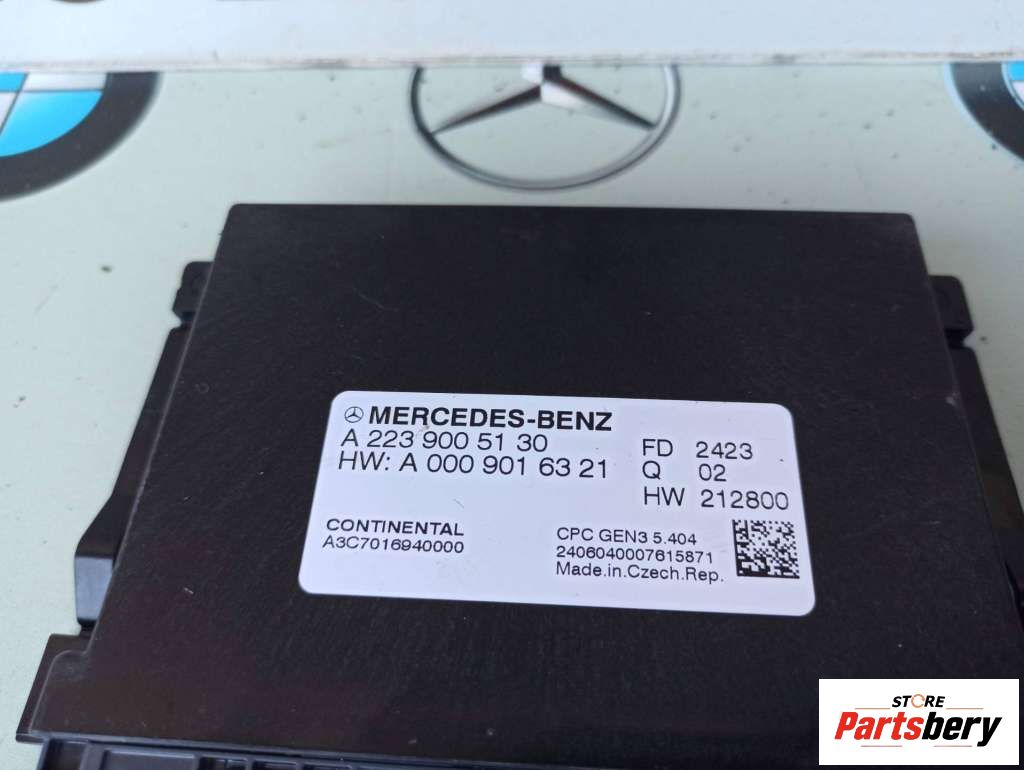 MERCEDES-BENZ
A 223 900 51 30
HW: A 000 901 63 21
FD 2423
Q 02
HW 212800
CONTINENTAL
A3C7016940000
CPC GEN3 5.404
2406040007615871
Made.in.Czech.Rep.
STORE
Partsbery